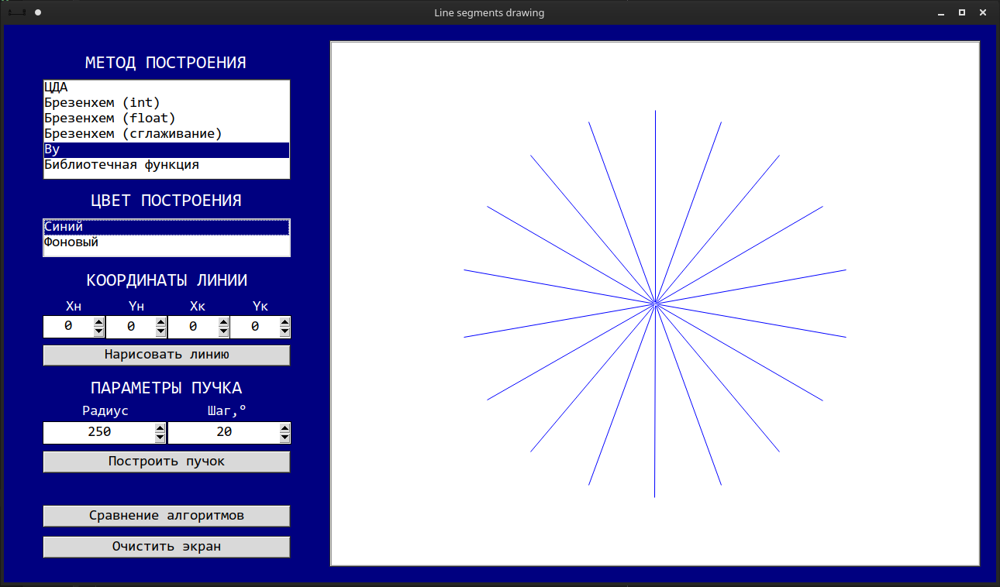 Line segments drawing
МЕТОД ПОСТРОЕНИЯ
ЦДА
Брезенхем (int)
Брезенхем (float)
Брезенхем (сглаживание)
Ву
Библиотечная функция
ЦВЕТ ПОСТРОЕНИЯ
Синий
Фоновый
КООРДИНАТЫ ЛИНИИ
Xн Yн Xк Yк
0 0 0 0
Нарисовать линию
ПАРАМЕТРЫ ПУЧКА
Радиус Шаг,°
250 20
Построить пучок
Сравнение алгоритмов
Очистить экран